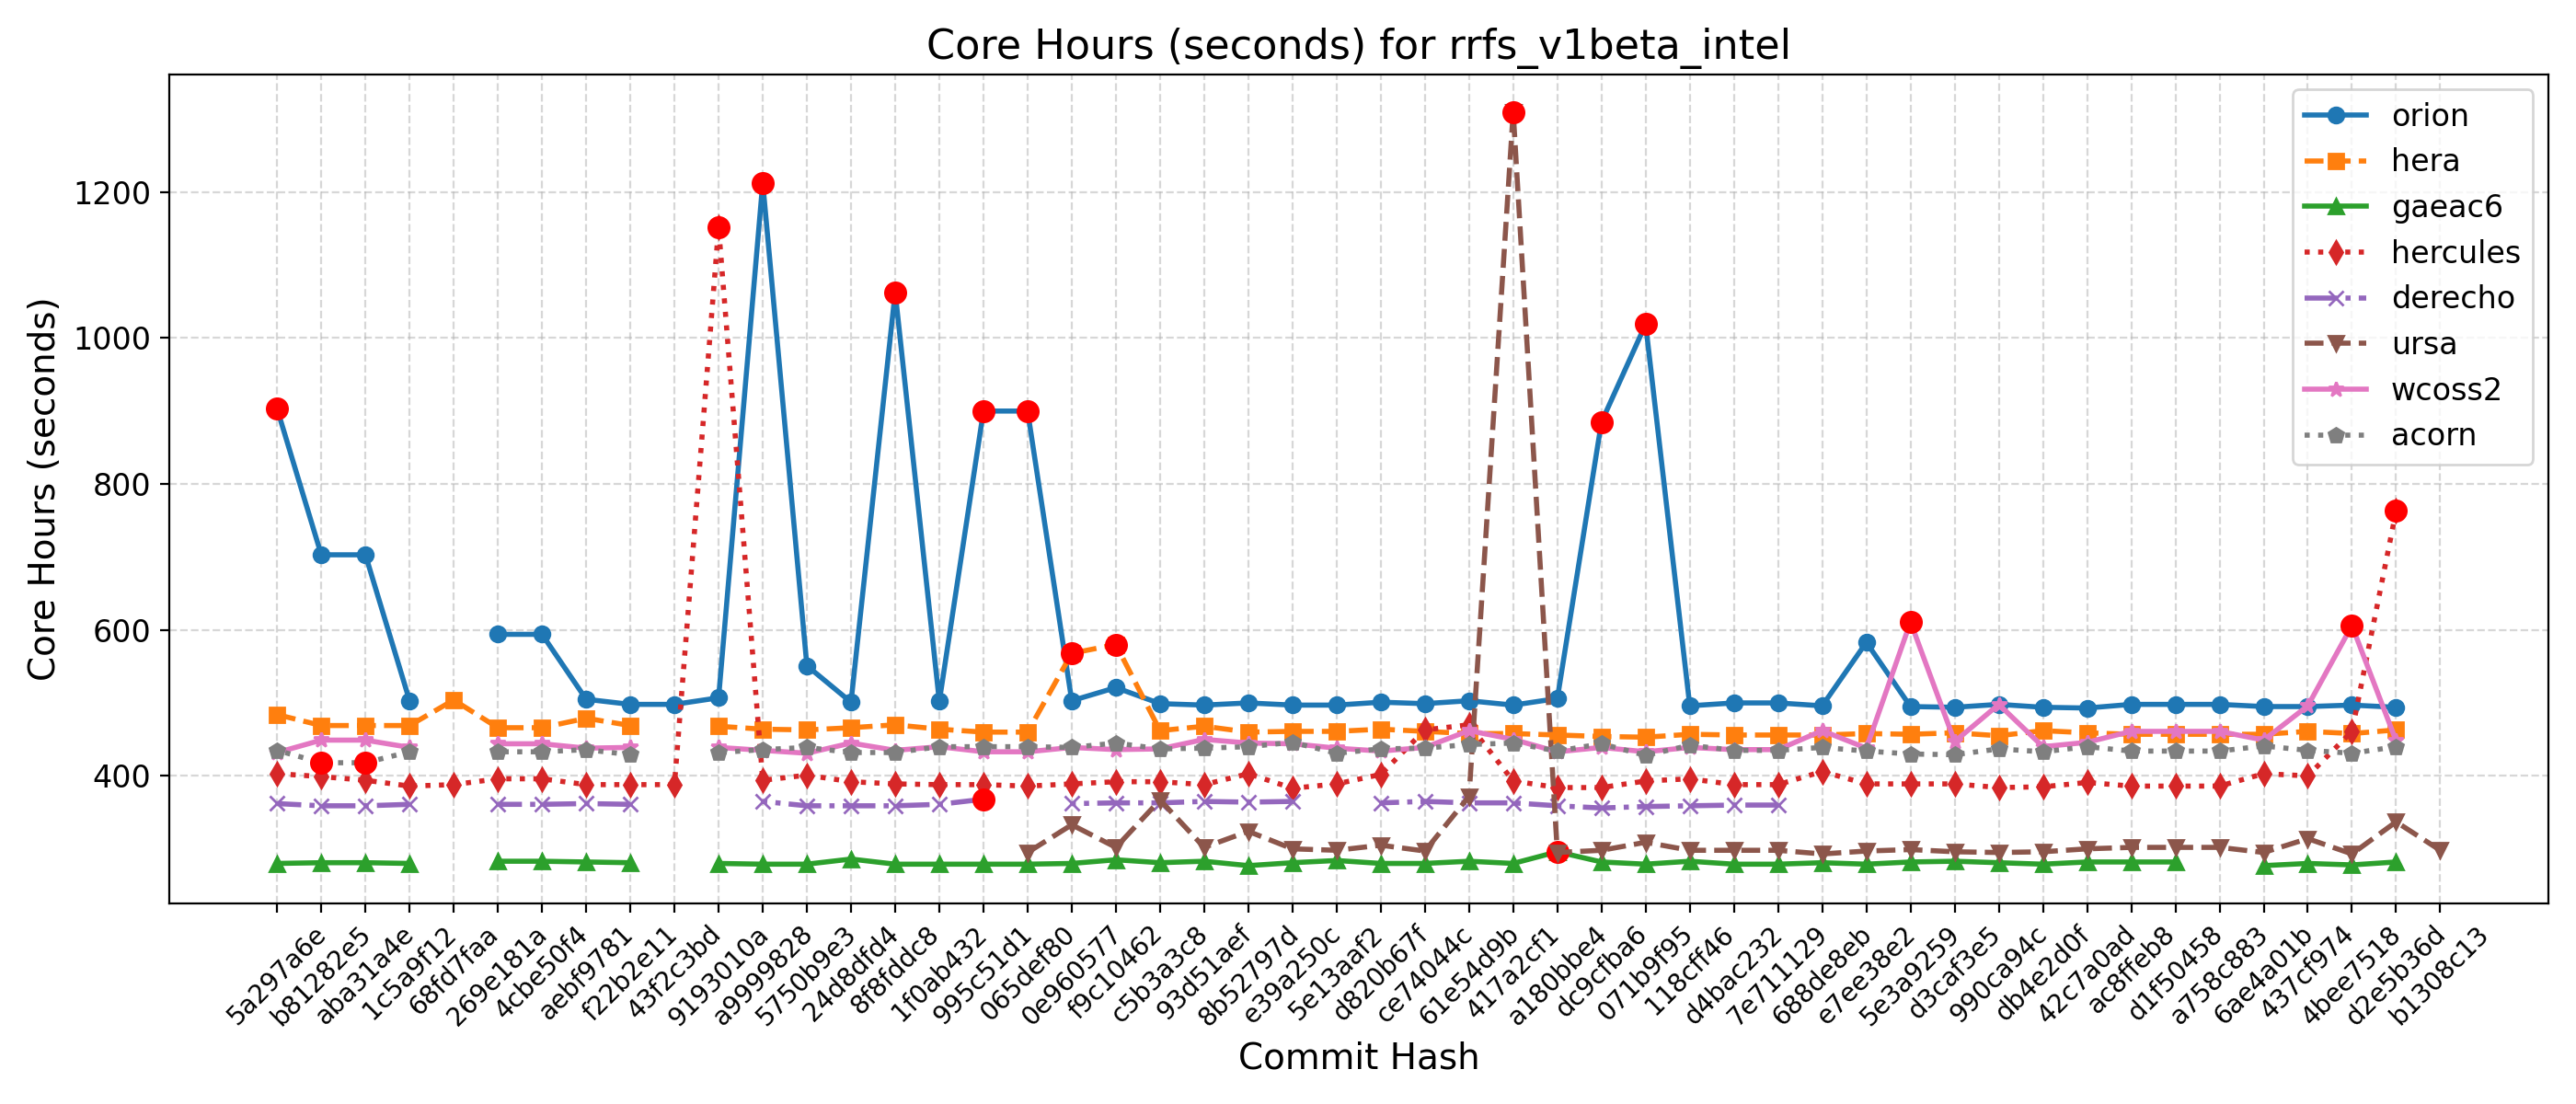 Core Hours (seconds) for rrfs_v1beta_intel
Core Hours (seconds)
1200
1000
800
600
400
orion
hera
gaeac6
hercules
derecho
ursa
wcoss2
acorn
5a297a6e
b81282e5
aba31a4e
1c5a9f12
68fd7faa
269e181a
4cbe50f4
aebf9781
f22b2e11
43f2c3bd
9193010a
a9999828
5750b9e3
24d8dfd4
8f8fddc8
1f0ab432
995c51d1
065def80
0e960577
f9c10462
c5b3a3c8
93d51aef
8b52797d
e39a250c
5e13aaf2
d820b67f
ce74044c
61e54d9b
417a2cf1
a180bbe4
dc9cfba6
071b9f95
118cff46
d4bac232
7e711129
688de8eb
e7ee38e2
5e3a9259
d3caf3e5
990ca94c
db4e2d0f
42c7a0ad
ac8ffeb8
d1f50458
a758c883
6ae4a01b
437cf974
4bee7518
d2e5b36d
b1308c13
Commit Hash